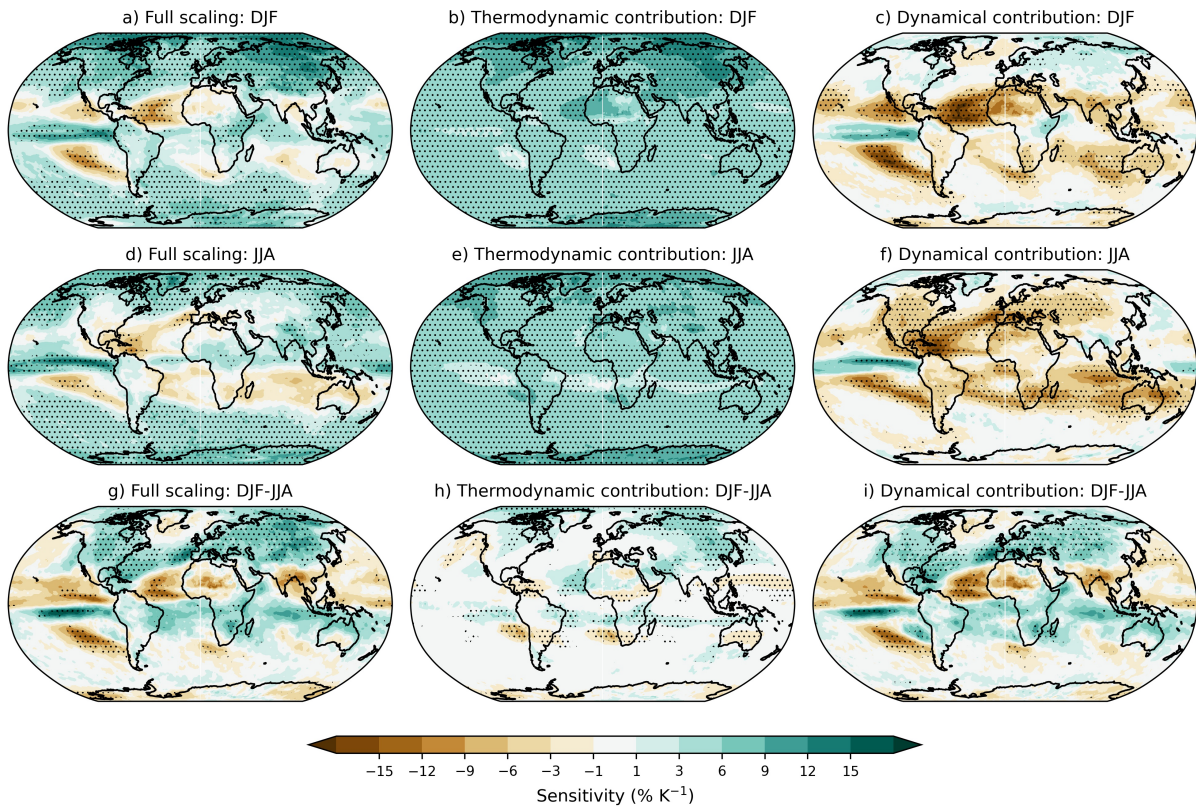 a) Full scaling: DJF
b) Thermodynamic contribution: DJF
c) Dynamical contribution: DJF
d) Full scaling: JJA
e) Thermodynamic contribution: JJA
f) Dynamical contribution: JJA
g) Full scaling: DJF-JJA
h) Thermodynamic contribution: DJF-JJA
i) Dynamical contribution: DJF-JJA
−15 −12 −9 −6 −3 −1 1 3 6 9 12 15
Sensitivity (% K⁻¹)